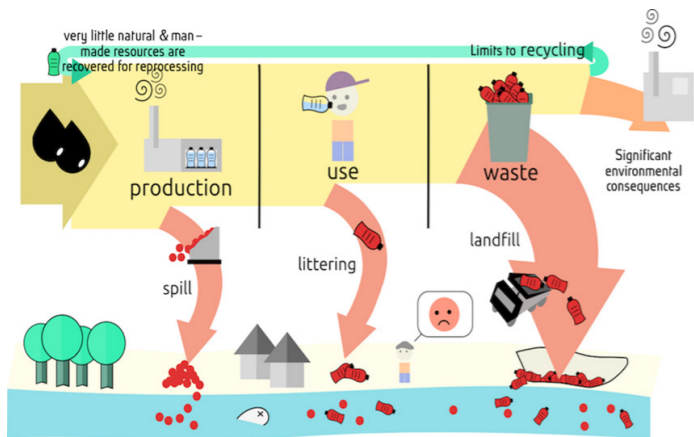 very little natural & man–
made resources are
recovered for reprocessing
Limits to recycling
production
use
waste
Significant
environmental
consequences
spill
littering
landfill